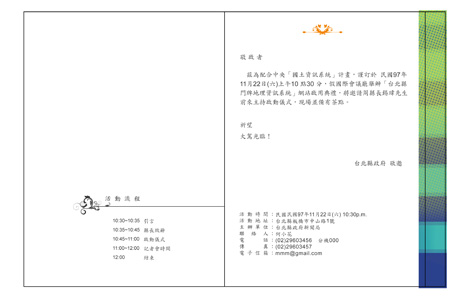 敬啟者
茲為配合中央「國土資訊系統」計畫，謹訂於 民國97年
11月22日(六)上午10點30分，假國際會議廳舉辦「台北縣
門牌地理資訊系統」網站啟用典禮，將邀請周縣長錫瑋先生
前來主持啟動儀式，現場並備有茶點。
祈望
大駕光臨！
台北縣政府 敬邀
活動流程
10:30~10:35 引言
10:35~10:45 縣長致辭
10:45~11:00 啟動儀式
11:00~12:00 記者會時間
12:00 結束
活動時間：民國民國97年11月22日(六) 10:30p.m.
活動地址：台北縣板橋市中山路1號
主辦單位：台北縣政府新聞局
聯絡人：何小花
電話：(02)29603456 分機000
傳真：(02)29603457
電子信箱：mmm@gmail.com